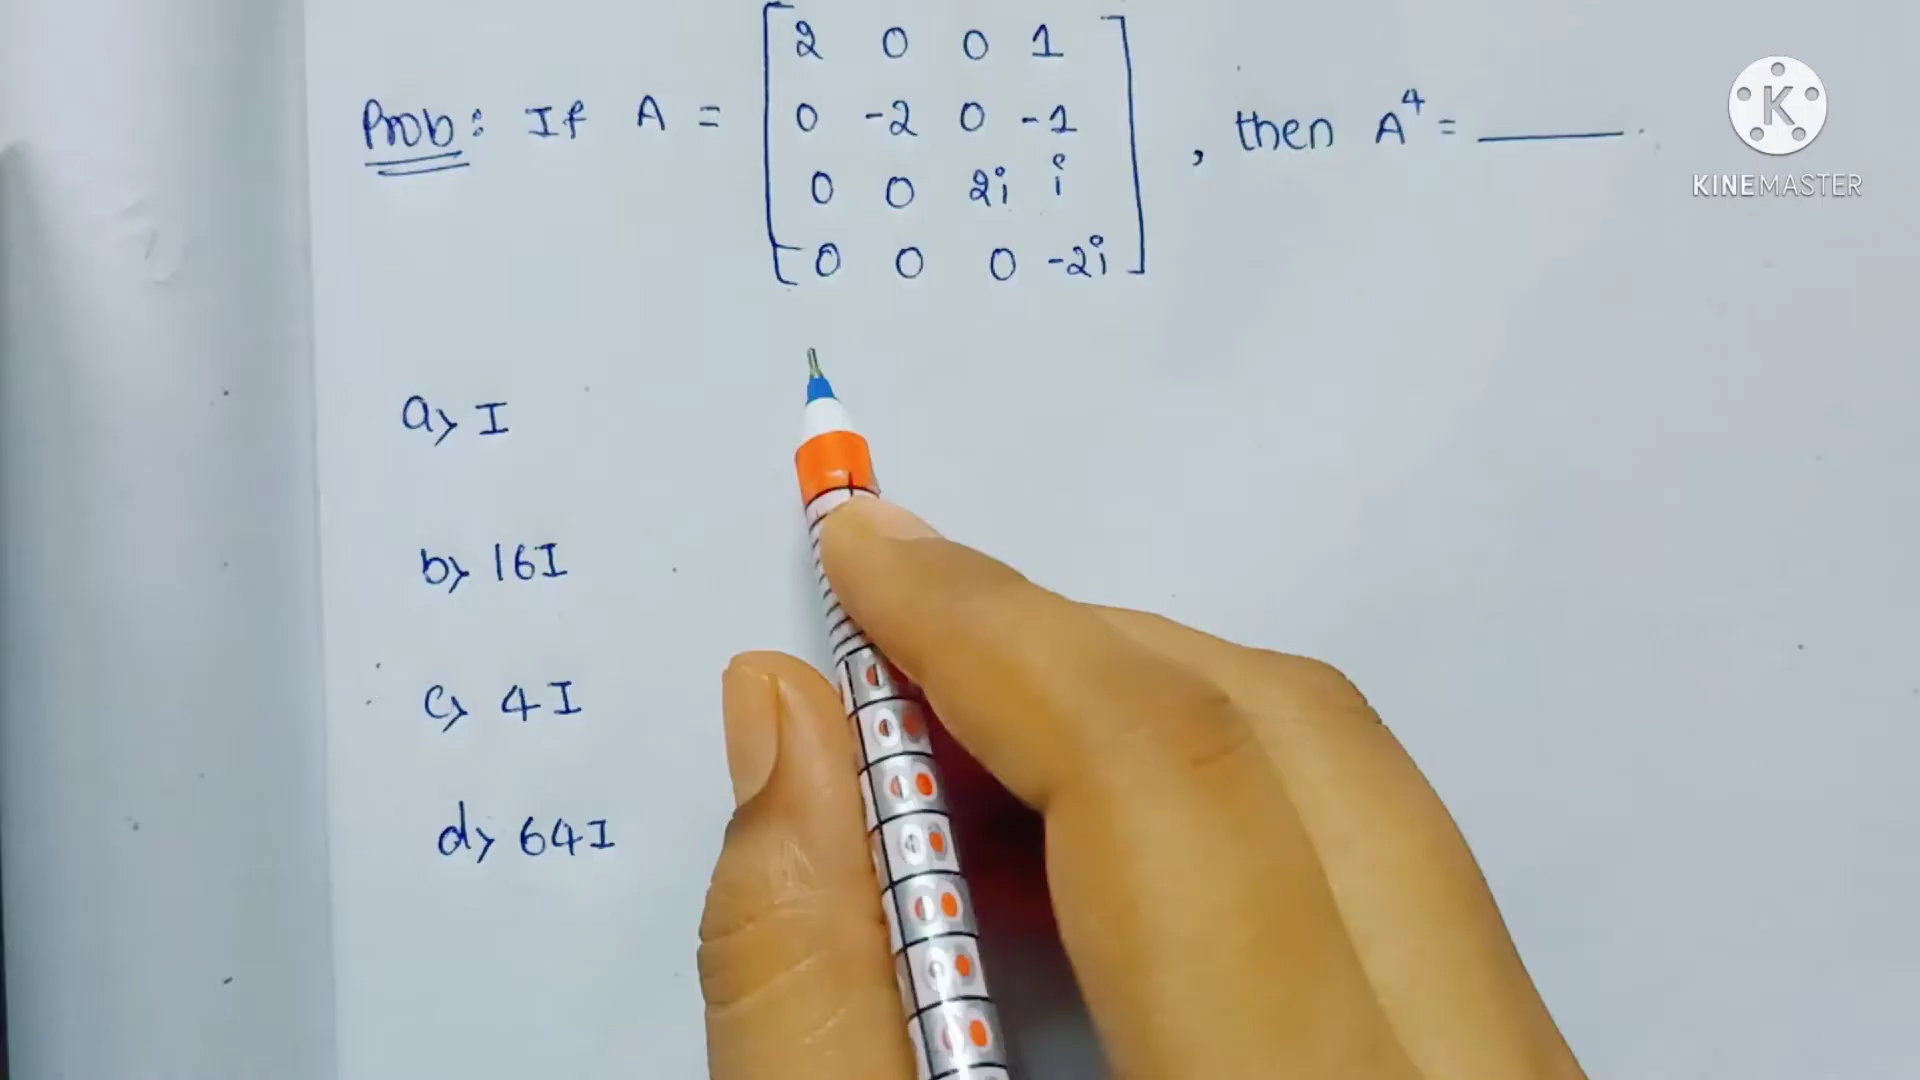 2 0 0 1
Prob: If A = 0 -2 0 -1 , then A⁴ = ______.
0 0 2i i
0 0 0 -2i
a) I
b) 16I
c) 4I
d) 64I
K
KINEMASTER